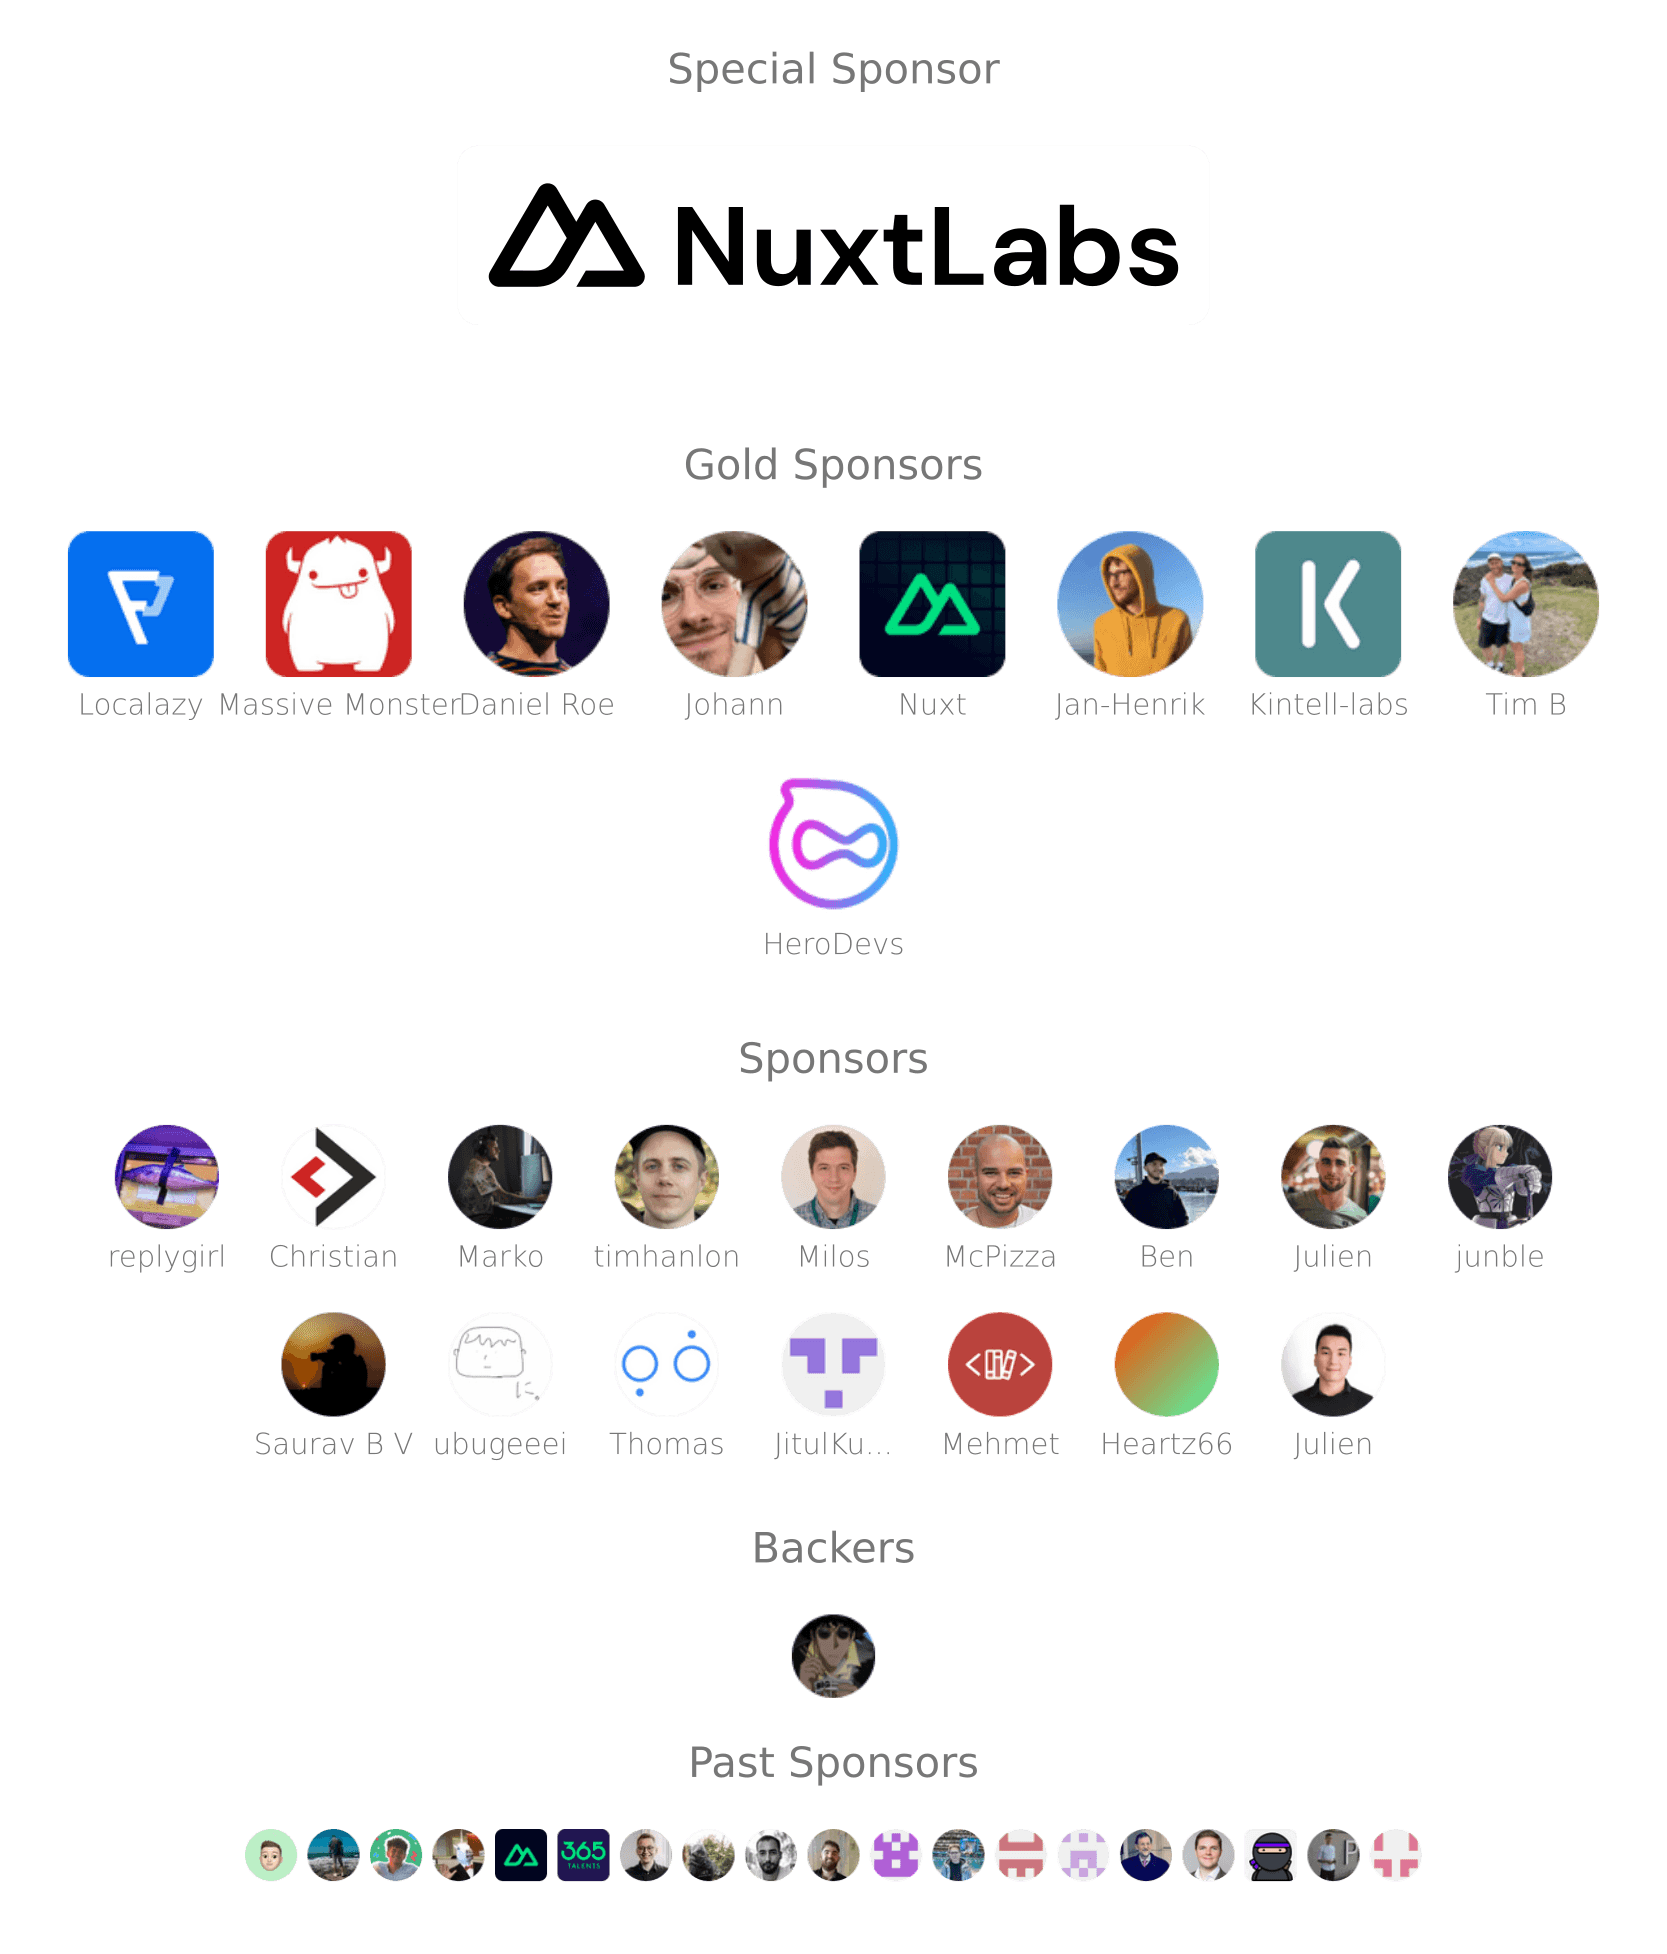 Special Sponsor
NuxtLabs
Gold Sponsors
Localazy Massive Monster Daniel Roe Johann Nuxt Jan-Henrik Kintell-labs Tim B
HeroDevs
Sponsors
replygirl Christian Marko timhanlon Milos McPizza Ben Julien junble
Saurav B V ubugeeei Thomas JitulKu... Mehmet Heartz66 Julien
Backers
Past Sponsors
365
TALENTS
P